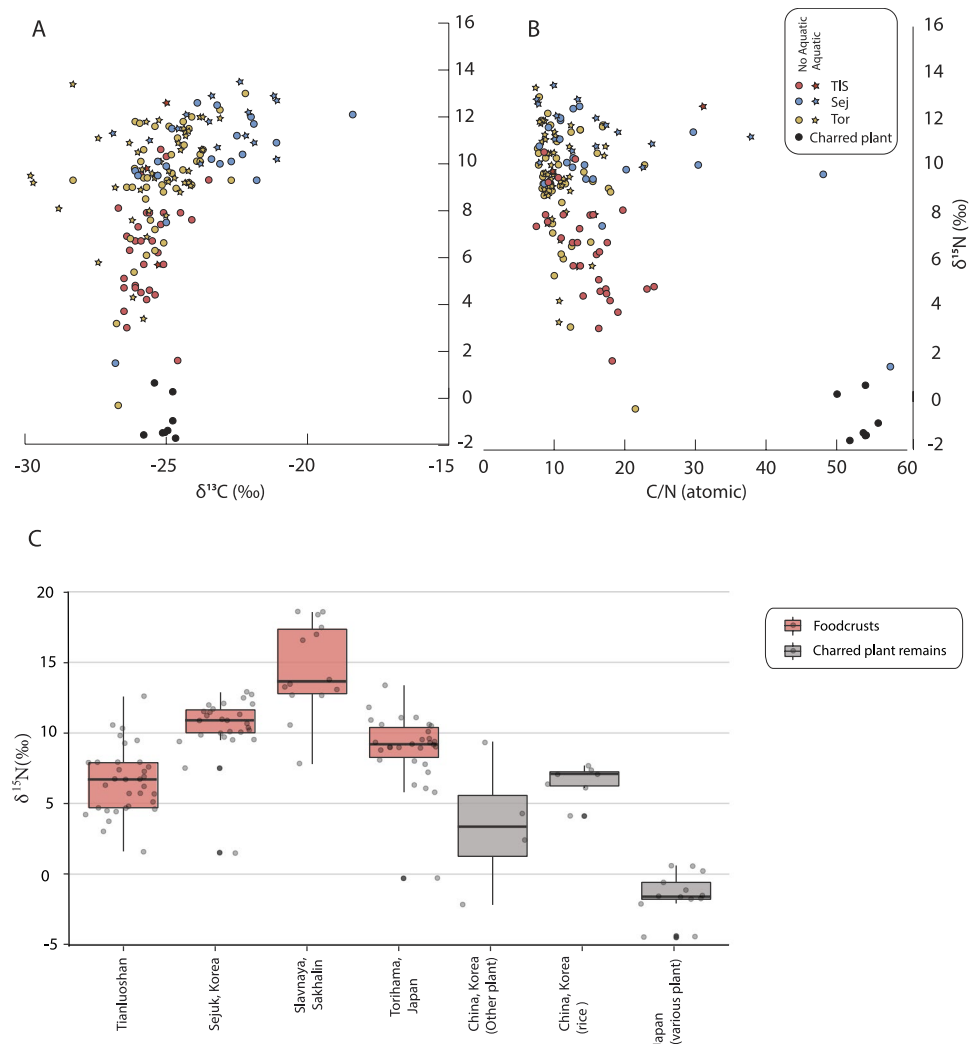 A
16
14
12
10
8
6
4
2
0
-2
-30
-25
-20
-15
δ¹³C (‰)
B
16
14
12
10
8
6
4
2
0
-2
δ¹⁵N (‰)
0
10
20
30
40
50
60
C/N (atomic)
No Aquatic
Aquatic
TlS
Sej
Tor
Charred plant
C
20
15
10
5
0
-5
δ ¹⁵N(‰)
Tianluoshan
Sejuk, Korea
Slavnaya,
Sakhalin
Torihama,
Japan
China, Korea
(Other plant)
China, Korea
(rice )
Japan
(various plant)
Foodcrusts
Charred plant remains